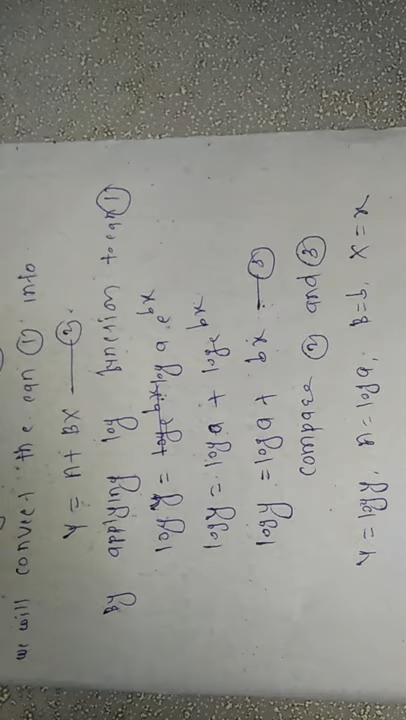 we will convert the eqn ① into
Y = A + BX — ②
By applying log function to eqn ①
log y = log a e^bx
log y = log a + log e^bx
log y = log a + bx — ③
compare ② and ③
Y = log y, A = log a, B = b, X = x